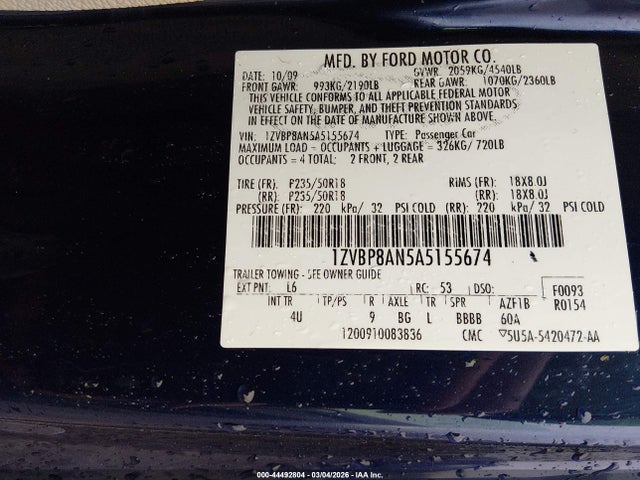 MFD. BY FORD MOTOR CO.
DATE: 10/09 GVWR: 2059KG/4540LB
FRONT GAWR: 993KG/2190LB REAR GAWR: 1070KG/2360LB
THIS VEHICLE CONFORMS TO ALL APPLICABLE FEDERAL MOTOR
VEHICLE SAFETY, BUMPER, AND THEFT PREVENTION STANDARDS
IN EFFECT ON THE DATE OF MANUFACTURE SHOWN ABOVE.
VIN: 1ZVBP8AN5A5155674 TYPE: Passenger Car
MAXIMUM LOAD = OCCUPANTS + LUGGAGE = 326KG/ 720LB
OCCUPANTS = 4 TOTAL: 2 FRONT, 2 REAR
TIRE (FR): P235/50R18 RIMS (FR): 18X8.0J
(RR): P235/50R18 (RR): 18X8.0J
PRESSURE (FR): 220 kPa/ 32 PSI COLD (RR): 220 kPa/ 32 PSI COLD
1ZVBP8AN5A5155674
TRAILER TOWING - SEE OWNER GUIDE
EXT PNT: L6 RC: 53 DSO: F0093
INT TR TP/PS R AXLE TR SPR AZF1B R0154
4U 9 BG L BBBB 60A
1200910083836 CMC 5U5A-5420472-AA
000-44492804 - 03/04/2026 - IAAI.COM